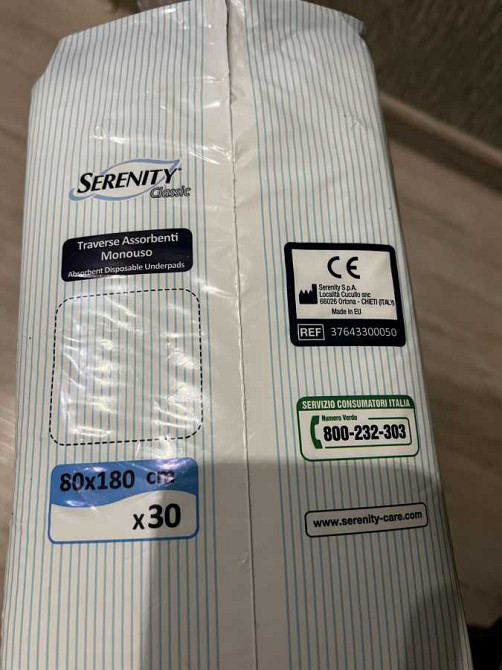 SERENITY
Classic
Traverse Assorbenti
Monouso
Absorbent Disposable Underpads
80x180 cm
x30
CE
Serenity S.p.A.
Località Cucullo snc
66026 Ortona - CHIETI (ITALY)
Made in EU
REF 37643300050
SERVIZIO CONSUMATORI ITALIA
Numero Verde
800-232-303
www.serenity-care.com